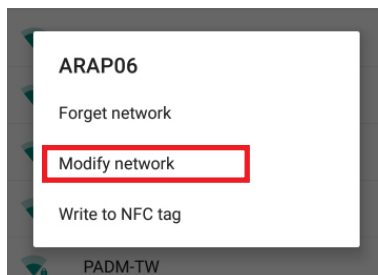 ARAP06
Forget network
Modify network
Write to NFC tag
PADM-TW